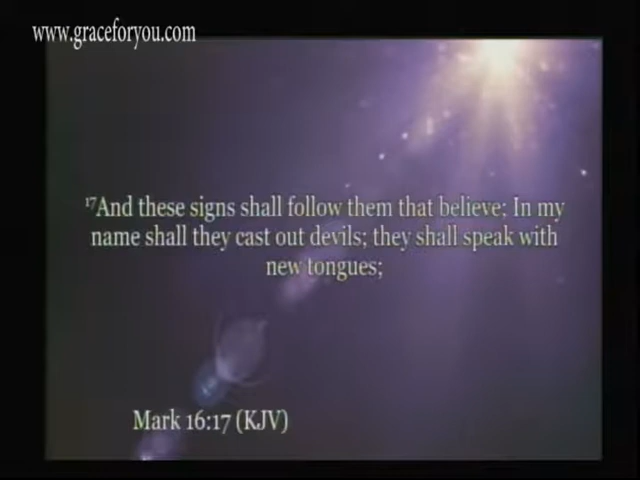 www.graceforyou.com
¹⁷And these signs shall follow them that believe; In my
name shall they cast out devils; they shall speak with
new tongues;
Mark 16:17 (KJV)